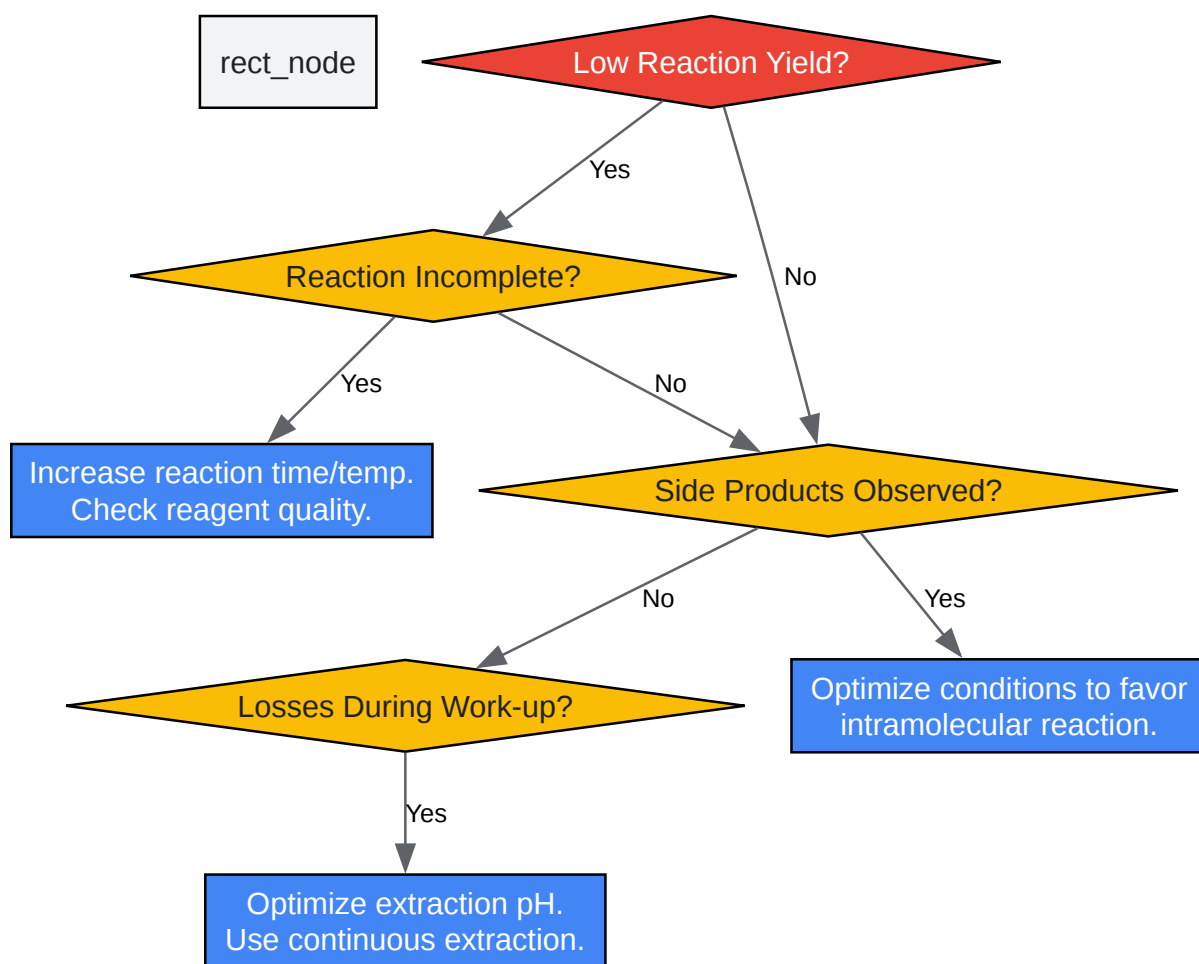 rect_node
Low Reaction Yield?
Yes
Reaction Incomplete?
No
Yes
No
Increase reaction time/temp.
Check reagent quality.
Side Products Observed?
No
Yes
Losses During Work-up?
Optimize conditions to favor
intramolecular reaction.
Yes
Optimize extraction pH.
Use continuous extraction.